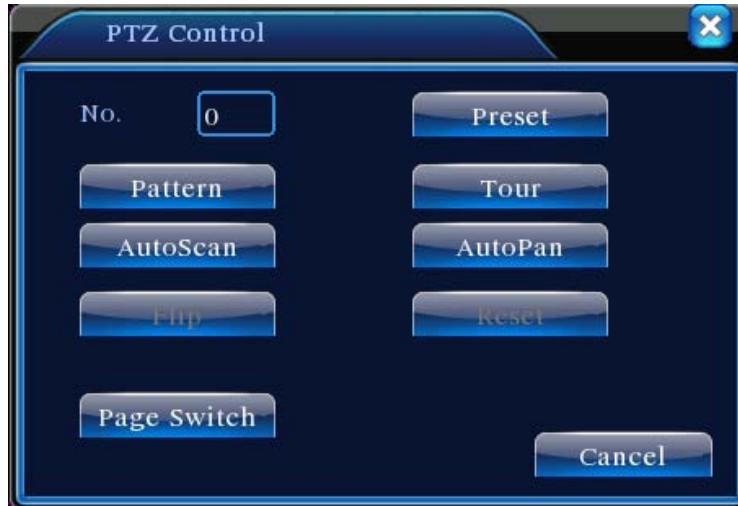 PTZ Control
No. 0 Preset
Pattern Tour
AutoScan AutoPan
Flip Reset
Page Switch
Cancel